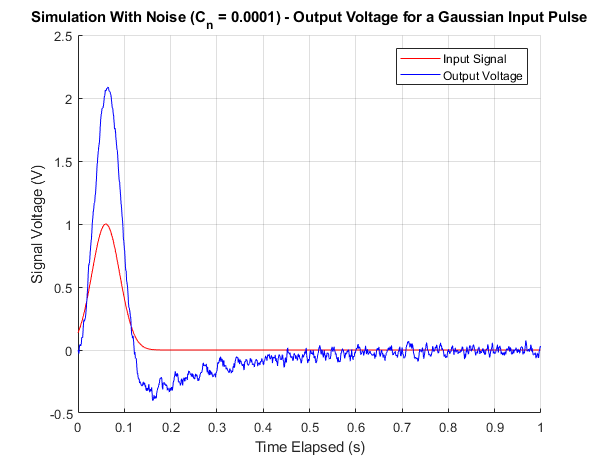 Simulation With Noise (Cn = 0.0001) - Output Voltage for a Gaussian Input Pulse
Input Signal
Output Voltage
Signal Voltage (V)
2.5
2
1.5
1
0.5
0
-0.5
0 0.1 0.2 0.3 0.4 0.5 0.6 0.7 0.8 0.9 1
Time Elapsed (s)